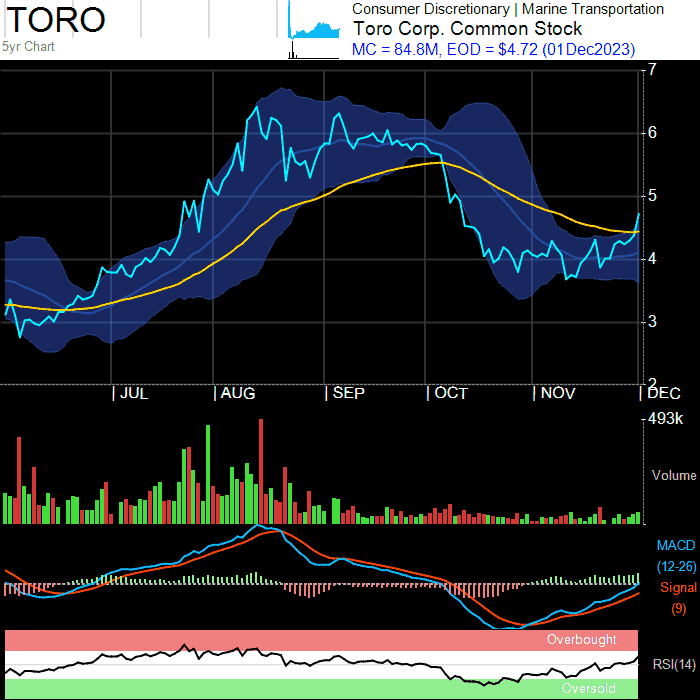 TORO
5yr Chart
Consumer Discretionary | Marine Transportation
Toro Corp. Common Stock
MC = 84.8M, EOD = $4.72 (01Dec2023)
7
6
5
4
3
2
JUL AUG SEP OCT NOV DEC
493k
Volume
MACD
(12-26)
Signal
(9)
Overbought
RSI(14)
Oversold